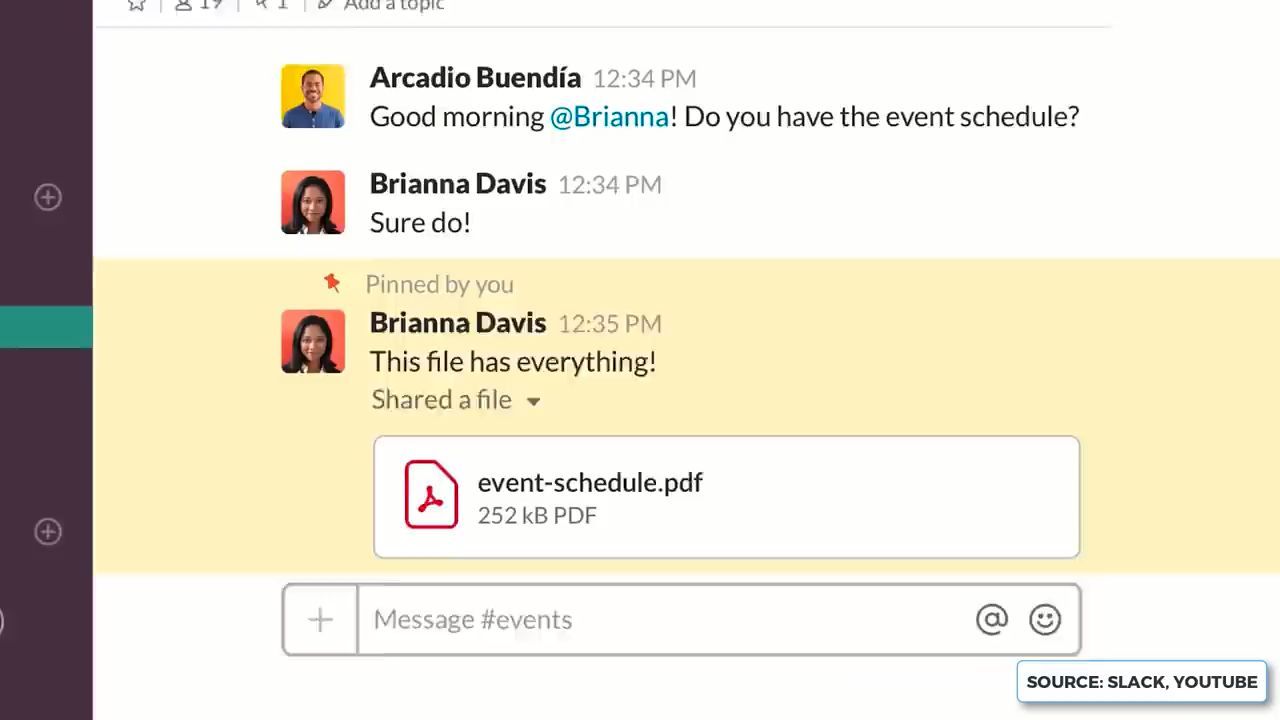 19 1 Add a topic
Arcadio Buendía 12:34 PM
Good morning @Brianna! Do you have the event schedule?
Brianna Davis 12:34 PM
Sure do!
Pinned by you
Brianna Davis 12:35 PM
This file has everything!
Shared a file
event-schedule.pdf
252 kB PDF
Message #events
SOURCE: SLACK, YOUTUBE